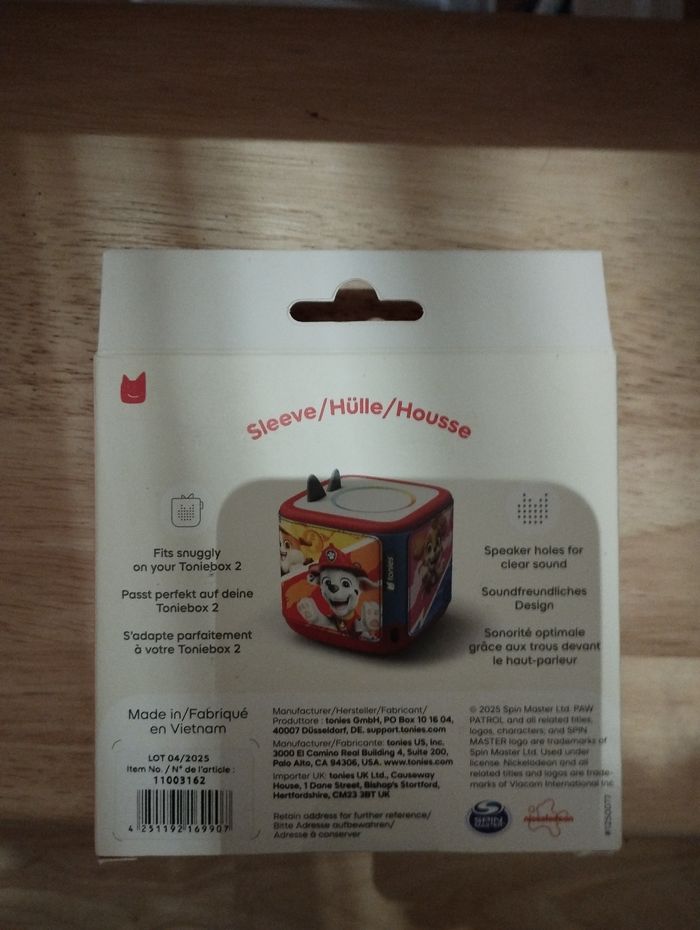 Sleeve/Hülle/Housse
Fits snuggly
on your Toniebox 2
Passt perfekt auf deine
Toniebox 2
S'adapte parfaitement
à votre Toniebox 2
tonies
Speaker holes for
clear sound
Soundfreundliches
Design
Sonorité optimale
grâce aux trous devant
le haut-parleur
Made in/Fabriqué
en Vietnam
LOT 04/2025
Item No. / N° de l'article :
11003162
4 251192 169907
Manufacturer/Hersteller/Fabricant/
Produttore : tonies GmbH, PO Box 10 16 04,
40007 Düsseldorf, DE. support.tonies.com
Manufacturer/Fabricante: tonies US, Inc.
3000 El Camino Real Building 4, Suite 200,
Palo Alto, CA 94306, USA. www.tonies.com
Importer UK: tonies UK Ltd., Causeway
House, 1 Dane Street, Bishop's Stortford,
Hertfordshire, CM23 3BT UK
Retain address for further reference/
Bitte Adresse aufbewahren/
Adresse à conserver
© 2025 Spin Master Ltd. PAW
PATROL and all related titles,
logos, characters; and SPIN
MASTER logo are trademarks of
Spin Master Ltd. Used under
license. Nickelodeon and all
related titles and logos are trade-
marks of Viacom International Inc
SPIN
MASTER
nickelodeon